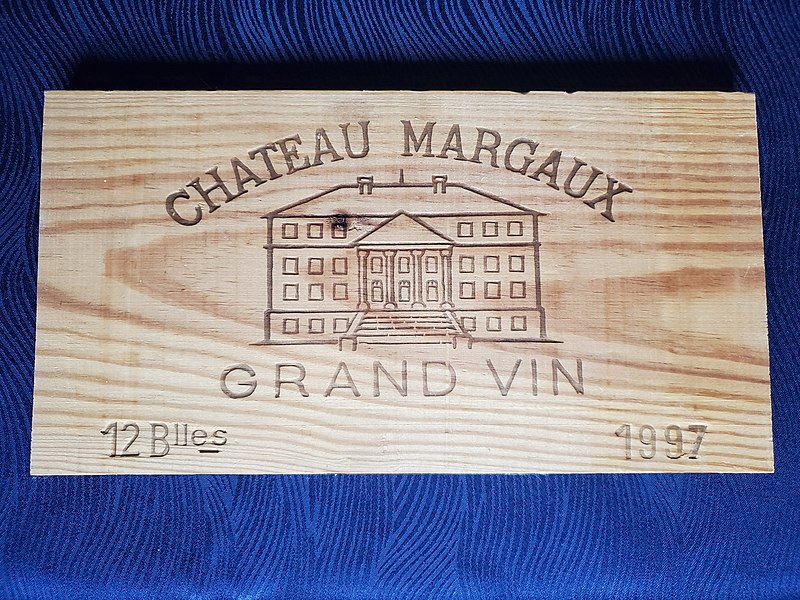 CHATEAU MARGAUX
GRAND VIN
12 Blles
1997